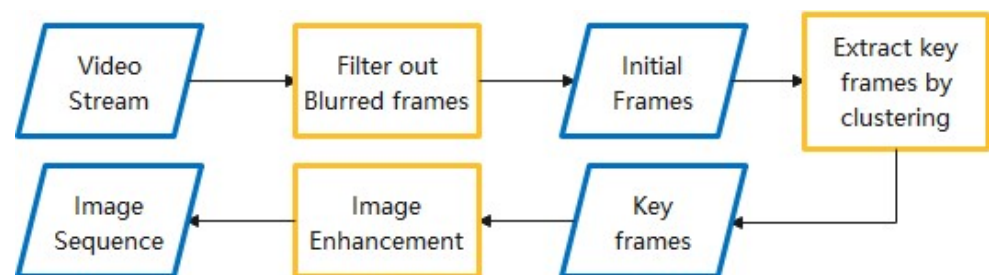 Video
Stream
Filter out
Blurred frames
Initial
Frames
Extract key
frames by
clustering
Key
frames
Image
Enhancement
Image
Sequence